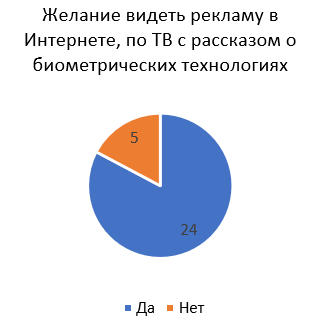 Желание видеть рекламу в
Интернете, по ТВ с рассказом о
биометрических технологиях
5
24
Да Нет